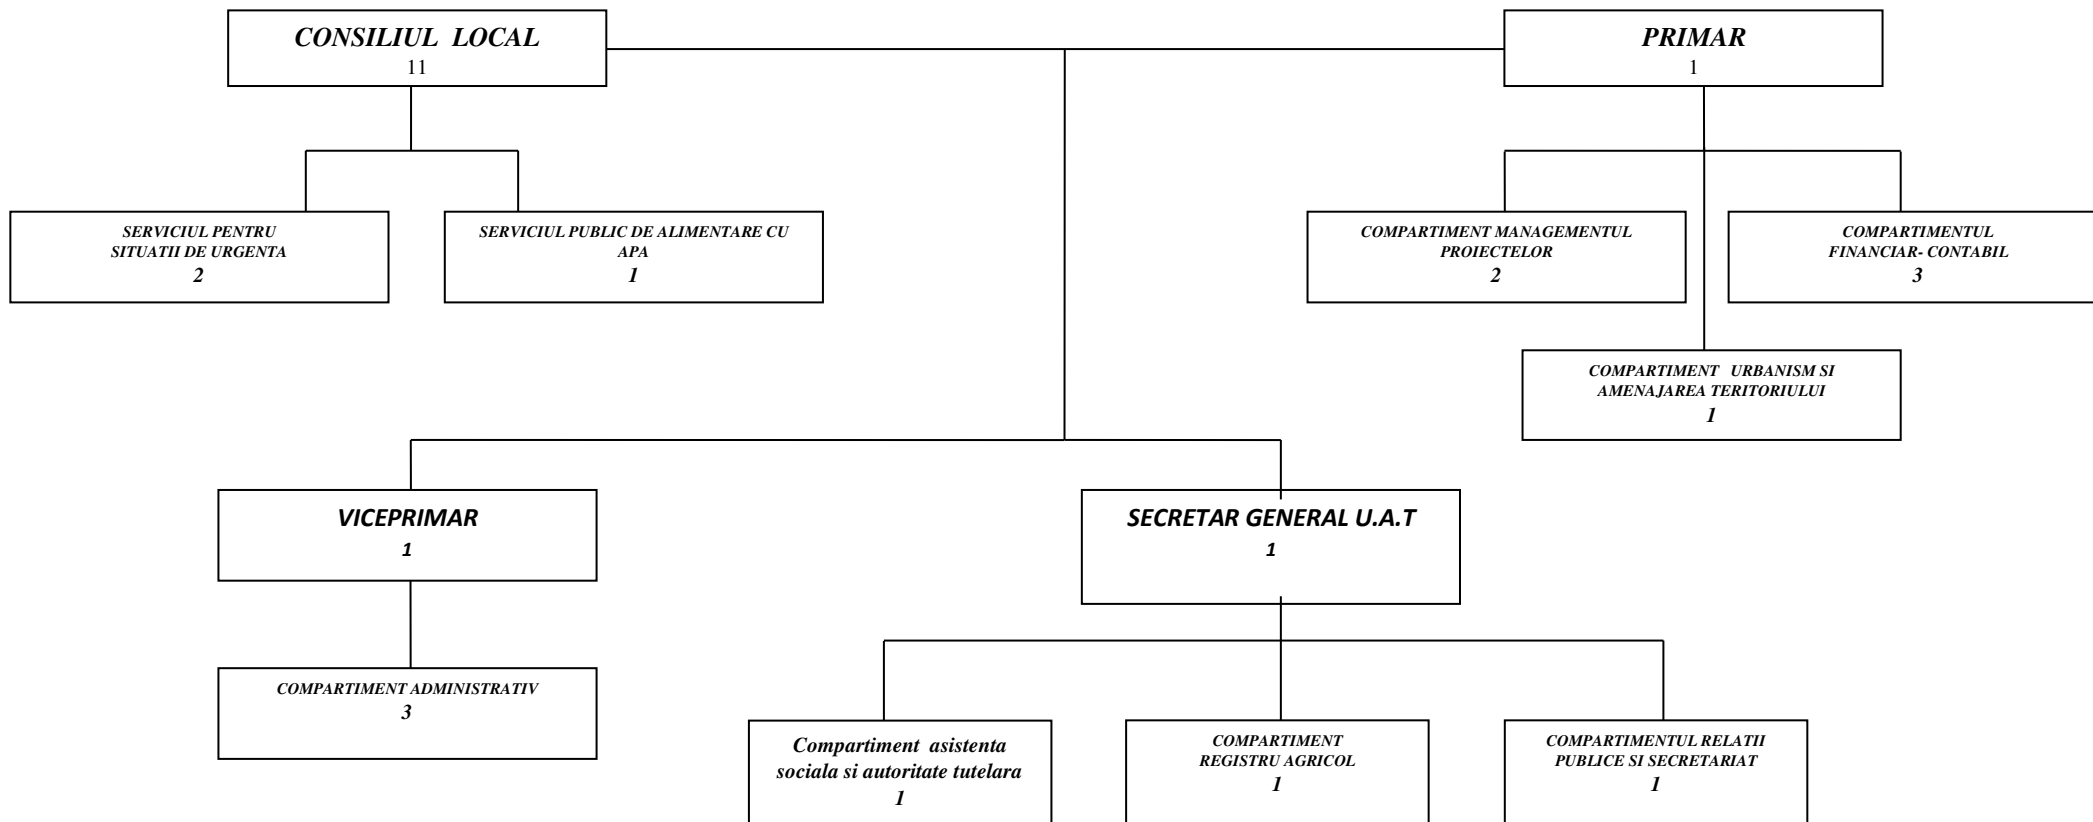 CONSILIUL LOCAL
11
PRIMAR
1
SERVICIUL PENTRU
SITUATII DE URGENTA
2
SERVICIUL PUBLIC DE ALIMENTARE CU
APA
1
COMPARTIMENT MANAGEMENTUL
PROIECTELOR
2
COMPARTIMENTUL
FINANCIAR- CONTABIL
3
COMPARTIMENT URBANISM SI
AMENAJAREA TERITORIULUI
1
VICEPRIMAR
1
SECRETAR GENERAL U.A.T
1
COMPARTIMENT ADMINISTRATIV
3
Compartiment asistenta
sociala si autoritate tutelara
1
COMPARTIMENT
REGISTRU AGRICOL
1
COMPARTIMENTUL RELATII
PUBLICE SI SECRETARIAT
1